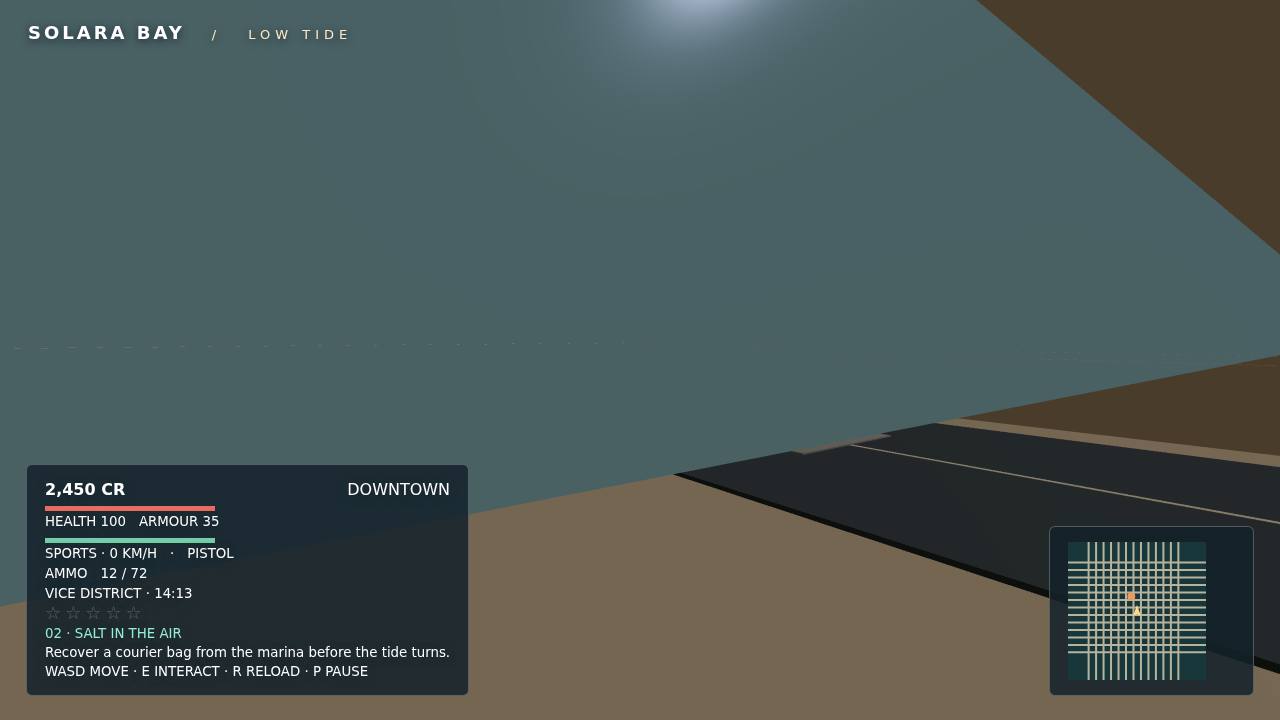 SOLARA BAY / LOW TIDE
2,450 CR DOWNTOWN
HEALTH 100 ARMOUR 35
SPORTS · 0 KM/H · PISTOL
AMMO 12 / 72
VICE DISTRICT · 14:13
☆☆☆☆☆
02 · SALT IN THE AIR
Recover a courier bag from the marina before the tide turns.
WASD MOVE · E INTERACT · R RELOAD · P PAUSE